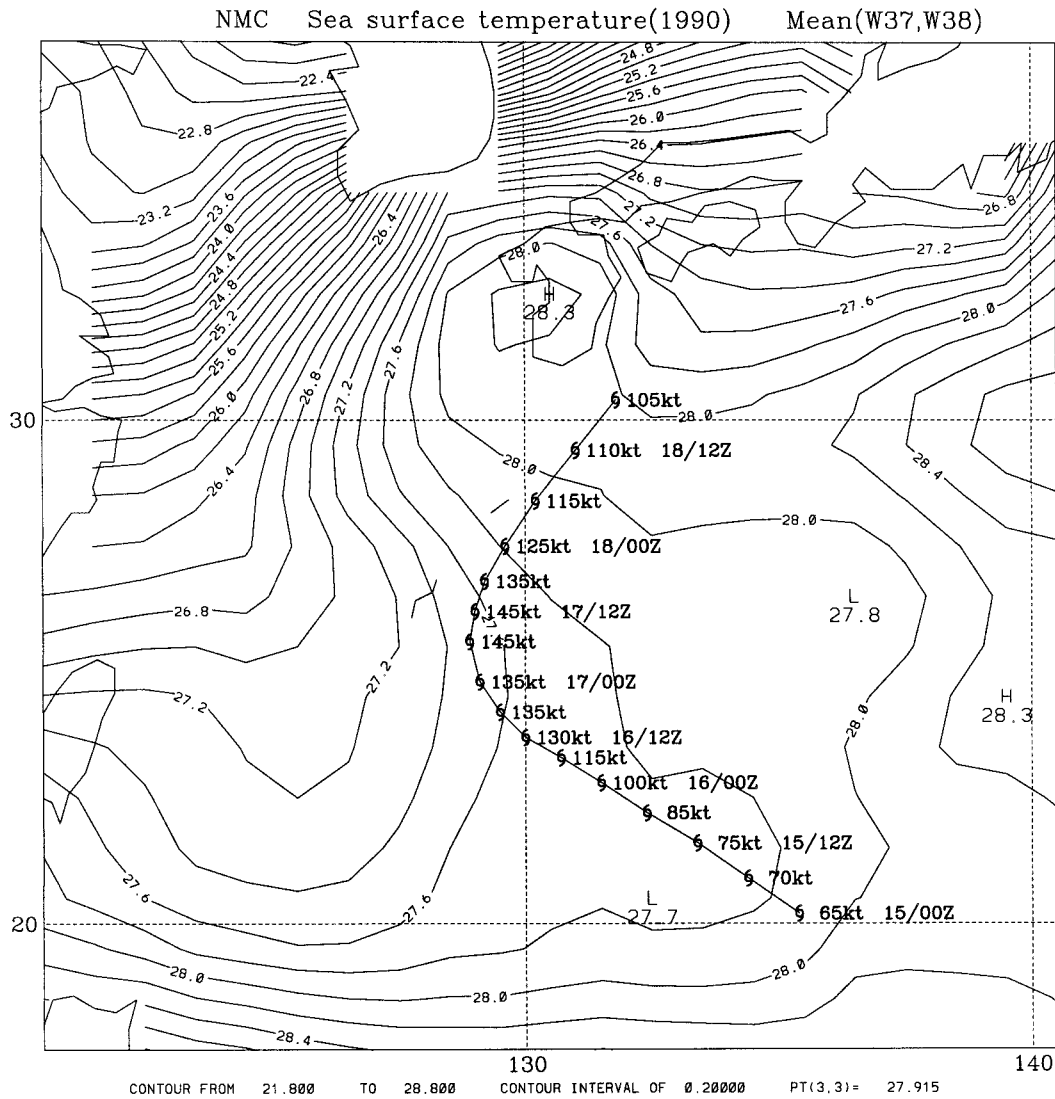 NMC Sea surface temperature(1990) Mean(W37,W38)
22.4
24.8
25.2
25.6
22.8
26.0
26.4
26.8
23.2
23.6
24.0
24.4
24.8
25.2
25.6
26.0
26.4
26.4
26.8
27.2
27.6
27.2
27.6
26.8
27.2
28.0
H
28.3
27.6
28.0
30
105kt
28.0
110kt 18/12Z
28.0
28.4
115kt
28.0
125kt 18/00Z
135kt
26.8
145kt 17/12Z
L
27.8
145kt
27.2
135kt 17/00Z
27.2
135kt
28.0
H
28.3
130kt 16/12Z
115kt
100kt 16/00Z
85kt
75kt 15/12Z
70kt
27.6
27.6
L
27.7
65kt 15/00Z
20
28.0
28.0
28.0
28.4
130
140
CONTOUR FROM 21.800 TO 28.800 CONTOUR INTERVAL OF 0.20000 PT(3,3)= 27.915